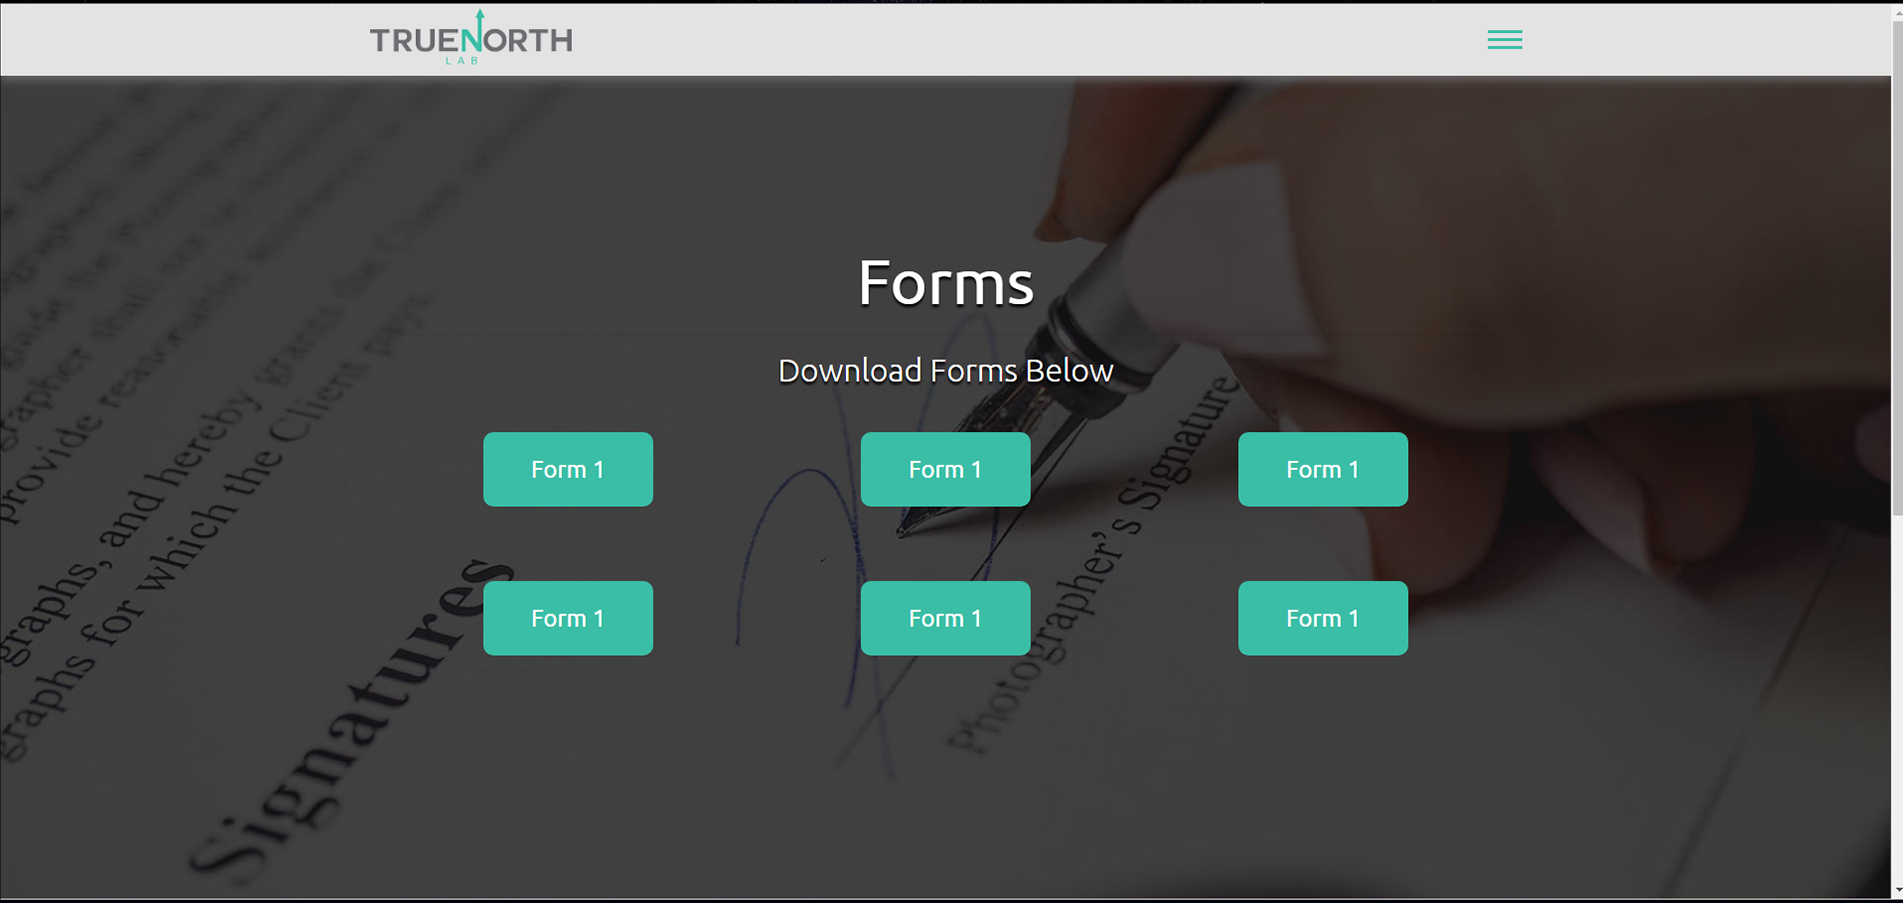 TRUENORTH
LAB
Forms
Download Forms Below
Form 1 Form 1 Form 1
Form 1 Form 1 Form 1
provide reasonable
graphs, and hereby grants the Client
graphs for which the Client pays.
Signatures
Photographer's Signature